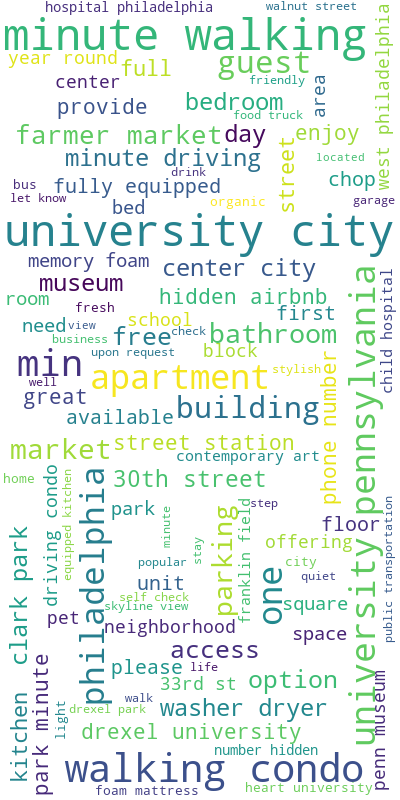 hospital philadelphia
walnut street
minute walking
year round
full
guest
west philadelphia
center
friendly
area
bedroom
provide
food truck
farmer market
day
street
enjoy
minute driving
located
drink
chop
bus
fully equipped
let know
bed
organic
garage
university city
memory foam
center city
museum
hidden airbnb
room
fresh
first
school
need
view
free
check
bathroom
business
upon request
block
child hospital
university pennsylvania
min
apartment
stylish
well
great
building
phone number
available
market
street station
contemporary art
home
driving condo
equipped kitchen
philadelphia
30th street
park
step
floor
public transportation
minute
parking
franklin field
offering
clark park
kitchen
popular
stay
city
unit
one
quiet
self check
square
pet
skyline view
neighborhood
space
access
please
life
penn museum
park minute
33rd st
option
walk
light
drexel park
washer dryer
drexel university
number hidden
walking condo
foam mattress
heart university